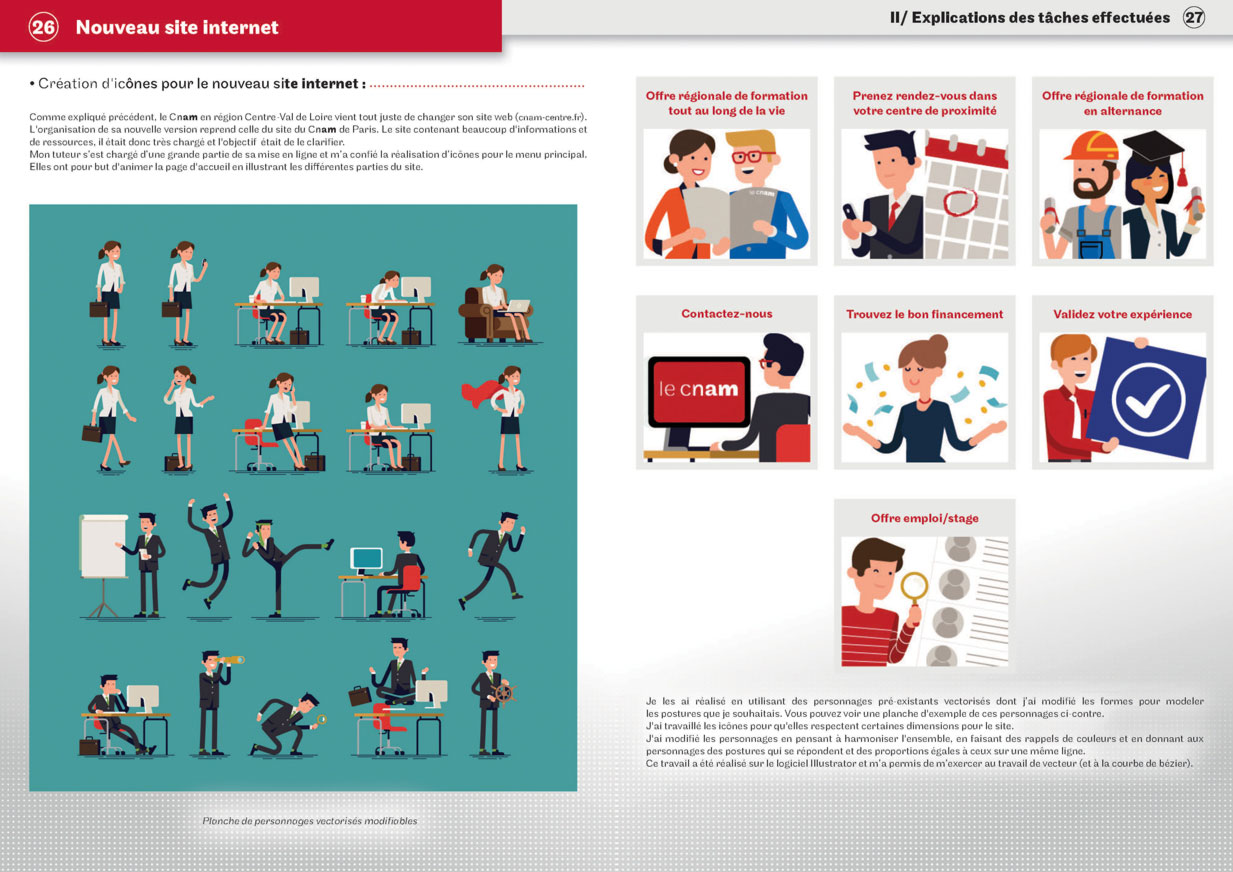 26 Nouveau site internet
II/ Explications des tâches effectuées 27
• Création d'icônes pour le nouveau site internet : ....................................................
Comme expliqué précédent, le Cnam en région Centre-Val de Loire vient tout juste de changer son site web (cnam-centre.fr).
L'organisation de sa nouvelle version reprend celle du site du Cnam de Paris. Le site contenant beaucoup d'informations et
de ressources, il était donc très chargé et l'objectif était de le clarifier.
Mon tuteur s'est chargé d'une grande partie de sa mise en ligne et m'a confié la réalisation d'icônes pour le menu principal.
Elles ont pour but d'animer la page d'accueil en illustrant les différentes parties du site.
Planche de personnages vectorisés modifiables
Offre régionale de formation
tout au long de la vie
le cnam
Prenez rendez-vous dans
votre centre de proximité
Offre régionale de formation
en alternance
Contactez-nous
le cnam
Trouvez le bon financement
Validez votre expérience
Offre emploi/stage
Je les ai réalisé en utilisant des personnages pré-existants vectorisés dont j'ai modifié les formes pour modeler
les postures que je souhaitais. Vous pouvez voir une planche d'exemple de ces personnages ci-contre.
J'ai travaillé les icônes pour qu'elles respectent certaines dimensions pour le site.
J'ai modifié les personnages en pensant à harmoniser l'ensemble, en faisant des rappels de couleurs et en donnant aux
personnages des postures qui se répondent et des proportions égales à ceux sur une même ligne.
Ce travail a été réalisé sur le logiciel Illustrator et m'a permis de m'exercer au travail de vecteur (et à la courbe de bézier).